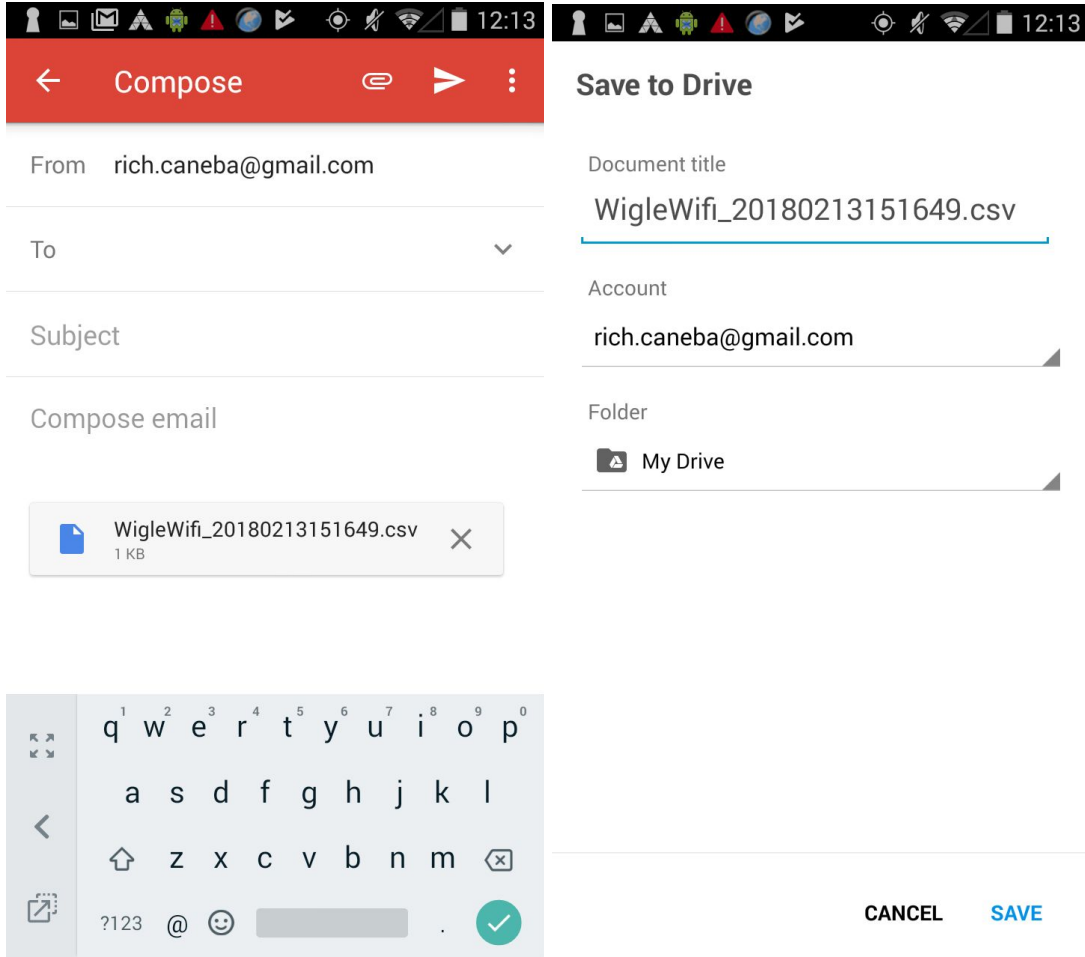 12:13
Compose
From rich.caneba@gmail.com
To
Subject
Compose email
WigleWifi_20180213151649.csv
1 KB
1 2 3 4 5 6 7 8 9 0
q w e r t y u i o p
a s d f g h j k l
z x c v b n m
?123 @ .
12:13
Save to Drive
Document title
WigleWifi_20180213151649.csv
Account
rich.caneba@gmail.com
Folder
My Drive
CANCEL SAVE